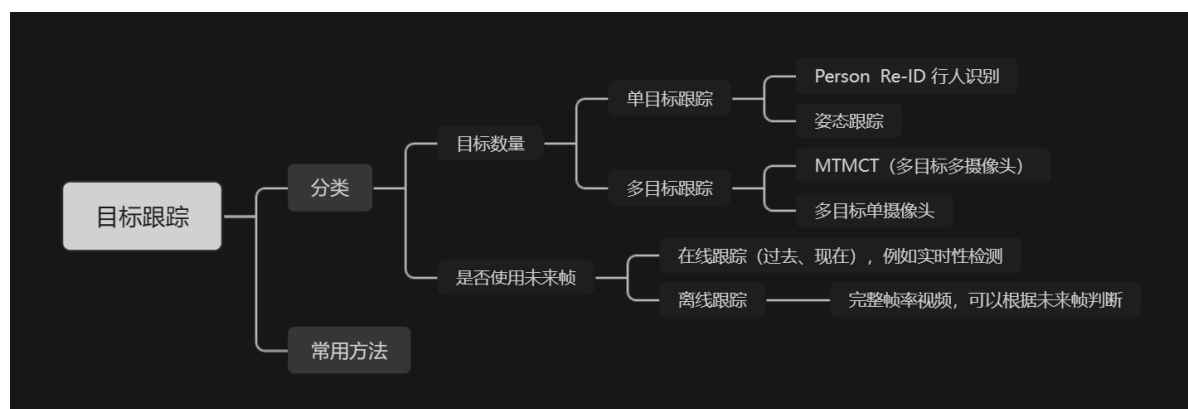 目标跟踪
分类
目标数量
单目标跟踪
Person Re-ID 行人识别
姿态跟踪
多目标跟踪
MTMCT（多目标多摄像头）
多目标单摄像头
是否使用未来帧
在线跟踪（过去、现在），例如实时性检测
离线跟踪
完整帧率视频，可以根据未来帧判断
常用方法